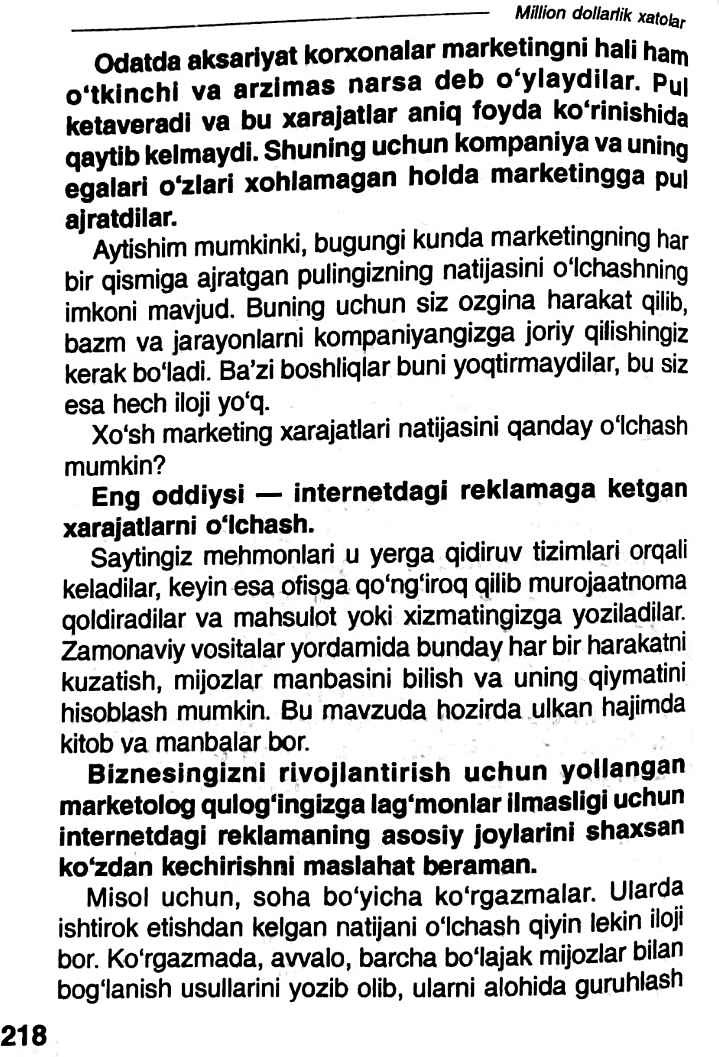 Million dollarlik xatolar
Odatda aksariyat korxonalar marketingni hali ham
o‘tkinchi va arzimas narsa deb o‘ylaydilar. Pul
ketaveradi va bu xarajatlar aniq foyda ko‘rinishida
qaytib kelmaydi. Shuning uchun kompaniya va uning
egalari o‘zlari xohlamagan holda marketingga pul
ajratdilar.
Aytishim mumkinki, bugungi kunda marketingning har
bir qismiga ajratgan pulingizning natijasini o‘lchashning
imkoni mavjud. Buning uchun siz ozgina harakat qilib,
bazm va jarayonlarni kompaniyangizga joriy qilishingiz
kerak bo‘ladi. Ba’zi boshliqlar buni yoqtirmaydilar, bu siz
esa hech iloji yo‘q.
Xo‘sh marketing xarajatlari natijasini qanday o‘lchash
mumkin?
Eng oddiysi — internetdagi reklamaga ketgan
xarajatlarni o‘lchash.
Saytingiz mehmonlari u yerga qidiruv tizimlari orqali
keladilar, keyin esa ofisga qo‘ng‘iroq qilib murojaatnoma
qoldiradilar va mahsulot yoki xizmatingizga yoziladilar.
Zamonaviy vositalar yordamida bunday har bir harakatni
kuzatish, mijozlar manbasini bilish va uning qiymatini
hisoblash mumkin. Bu mavzuda hozirda ulkan hajimda
kitob va manbalar bor.
Biznesingizni rivojlantirish uchun yollangan
marketolog qulog‘ingizga lag‘monlar ilmasligi uchun
internetdagi reklamaning asosiy joylarini shaxsan
ko‘zdan kechirishni maslahat beraman.
Misol uchun, soha bo‘yicha ko‘rgazmalar. Ularda
ishtirok etishdan kelgan natijani o‘lchash qiyin lekin iloji
bor. Ko‘rgazmada, avvalo, barcha bo‘lajak mijozlar bilan
bog‘lanish usullarini yozib olib, ularni alohida guruhlash
218